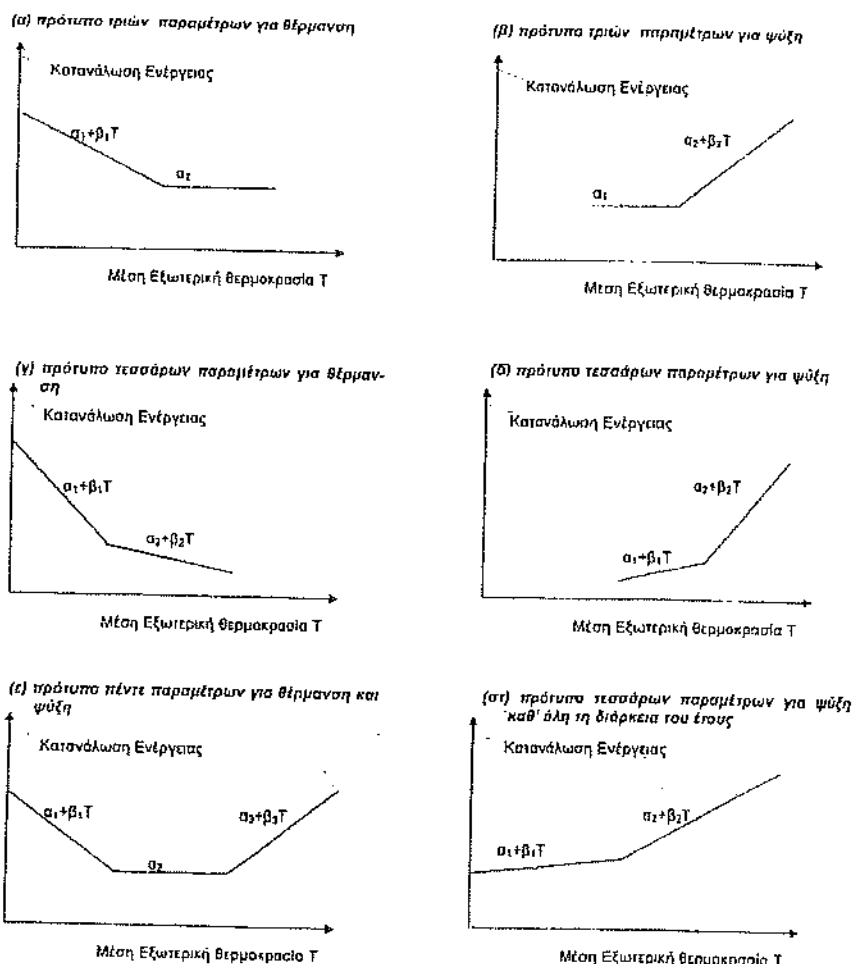 (α) πρότυπο τριών παραμέτρων για θέρμανση
Κατανάλωση Ενέργειας
α₁+β₁T
α₂
Μέση Εξωτερική θερμοκρασία T
(β) πρότυπο τριών παραμέτρων για ψύξη
Κατανάλωση Ενέργειας
α₂+β₂T
α₁
Μέση Εξωτερική θερμοκρασία T
(γ) πρότυπο τεσσάρων παραμέτρων για θέρμαν-
ση
Κατανάλωση Ενέργειας
α₁+β₁T
α₂+β₂T
Μέση Εξωτερική θερμοκρασία T
(δ) πρότυπο τεσσάρων παραμέτρων για ψύξη
Κατανάλωση Ενέργειας
α₂+β₂T
α₁+β₁T
Μέση Εξωτερική θερμοκρασία T
(ε) πρότυπο πέντε παραμέτρων για θέρμανση και
ψύξη
Κατανάλωση Ενέργειας
α₁+β₁T
α₃+β₃T
α₂
Μέση Εξωτερική θερμοκρασία T
(στ) πρότυπο τεσσάρων παραμέτρων για ψύξη
καθ' όλη τη διάρκεια του έτους
Κατανάλωση Ενέργειας
α₂+β₂T
α₁+β₁T
Μέση Εξωτερική θερμοκρασία T